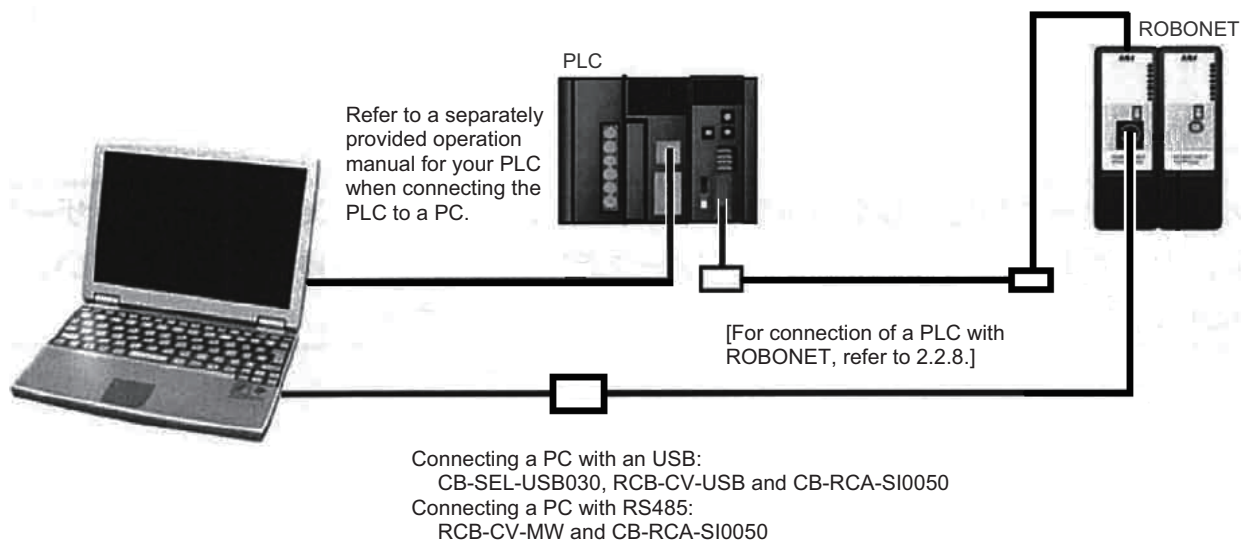 ROBONET
PLC
Refer to a separately
provided operation
manual for your PLC
when connecting the
PLC to a PC.
[For connection of a PLC with
ROBONET, refer to 2.2.8.]
Connecting a PC with an USB:
CB-SEL-USB030, RCB-CV-USB and CB-RCA-SI0050
Connecting a PC with RS485:
RCB-CV-MW and CB-RCA-SI0050